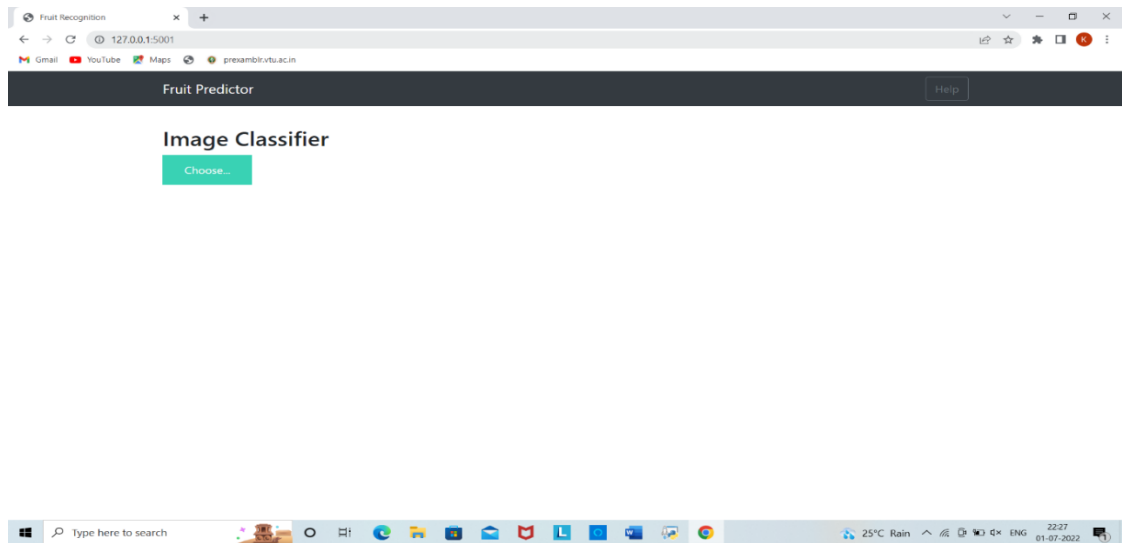 Fruit Recognition
127.0.0.1:5001
K
Gmail YouTube Maps prexamblr.vtu.ac.in
Fruit Predictor Help
Image Classifier
Choose...
Type here to search L 25°C Rain ENG 22:27
01-07-2022
1